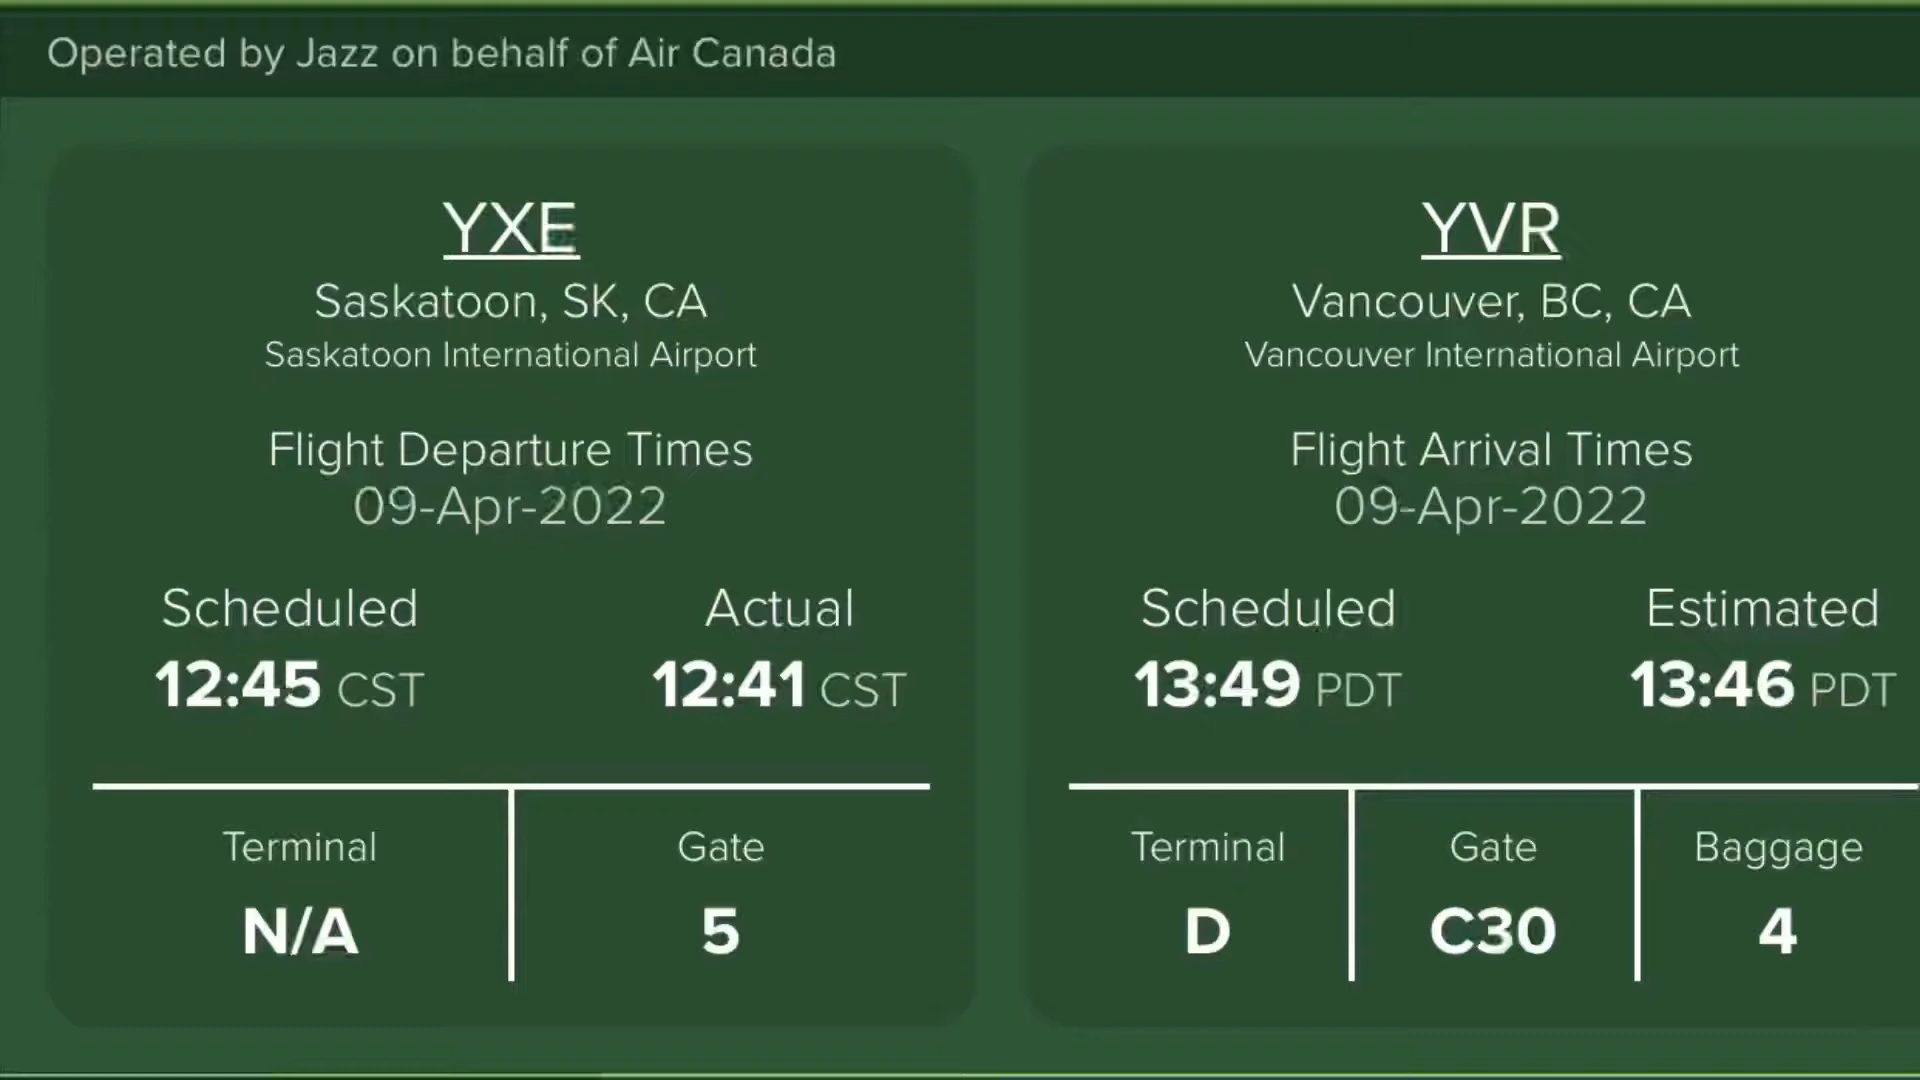 Operated by Jazz on behalf of Air Canada
YXE
Saskatoon, SK, CA
Saskatoon International Airport
Flight Departure Times
09-Apr-2022
Scheduled
Actual
12:45 CST
12:41 CST
Terminal
Gate
N/A
5
YVR
Vancouver, BC, CA
Vancouver International Airport
Flight Arrival Times
09-Apr-2022
Scheduled
Estimated
13:49 PDT
13:46 PDT
Terminal
Gate
Baggage
D
C30
4